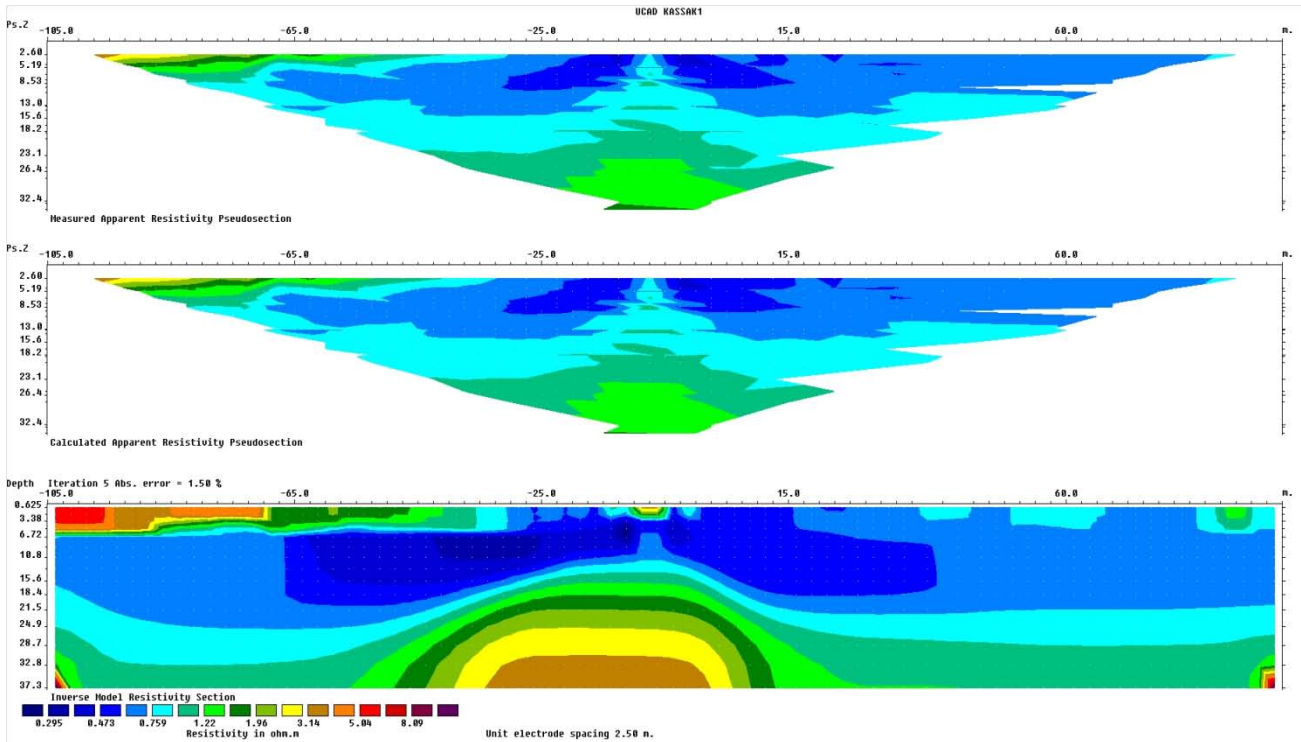 UCAD KASSAK1
Ps.Z -105.0 -65.0 -25.0 15.0 60.0 m.
2.60
5.19
8.53
13.0
15.6
18.2
23.1
26.4
32.4
Measured Apparent Resistivity Pseudosection
Ps.Z -105.0 -65.0 -25.0 15.0 60.0 m.
2.60
5.19
8.53
13.0
15.6
18.2
23.1
26.4
32.4
Calculated Apparent Resistivity Pseudosection
Depth Iteration 5 Abs. error = 1.50 %
-105.0 -65.0 -25.0 15.0 60.0 m.
0.625
3.38
6.72
10.8
15.6
18.4
21.5
24.9
28.7
32.8
37.3
Inverse Model Resistivity Section
0.295 0.473 0.759 1.22 1.96 3.14 5.04 8.09
Resistivity in ohm.m Unit electrode spacing 2.50 m.